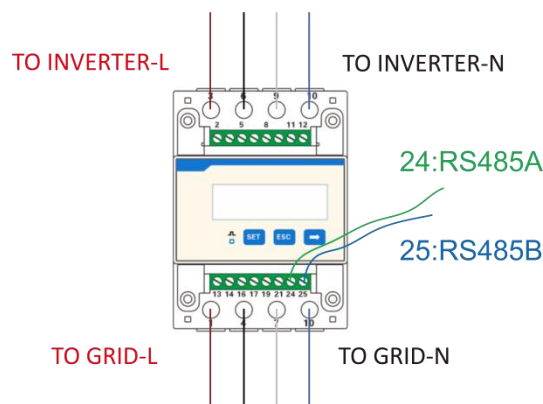 TO INVERTER-L
TO INVERTER-N
3 6 9 10
2 5 8 11 12
24:RS485A
SET ESC
25:RS485B
13 14 16 17 19 21 24 25
1 4 7 10
TO GRID-L
TO GRID-N